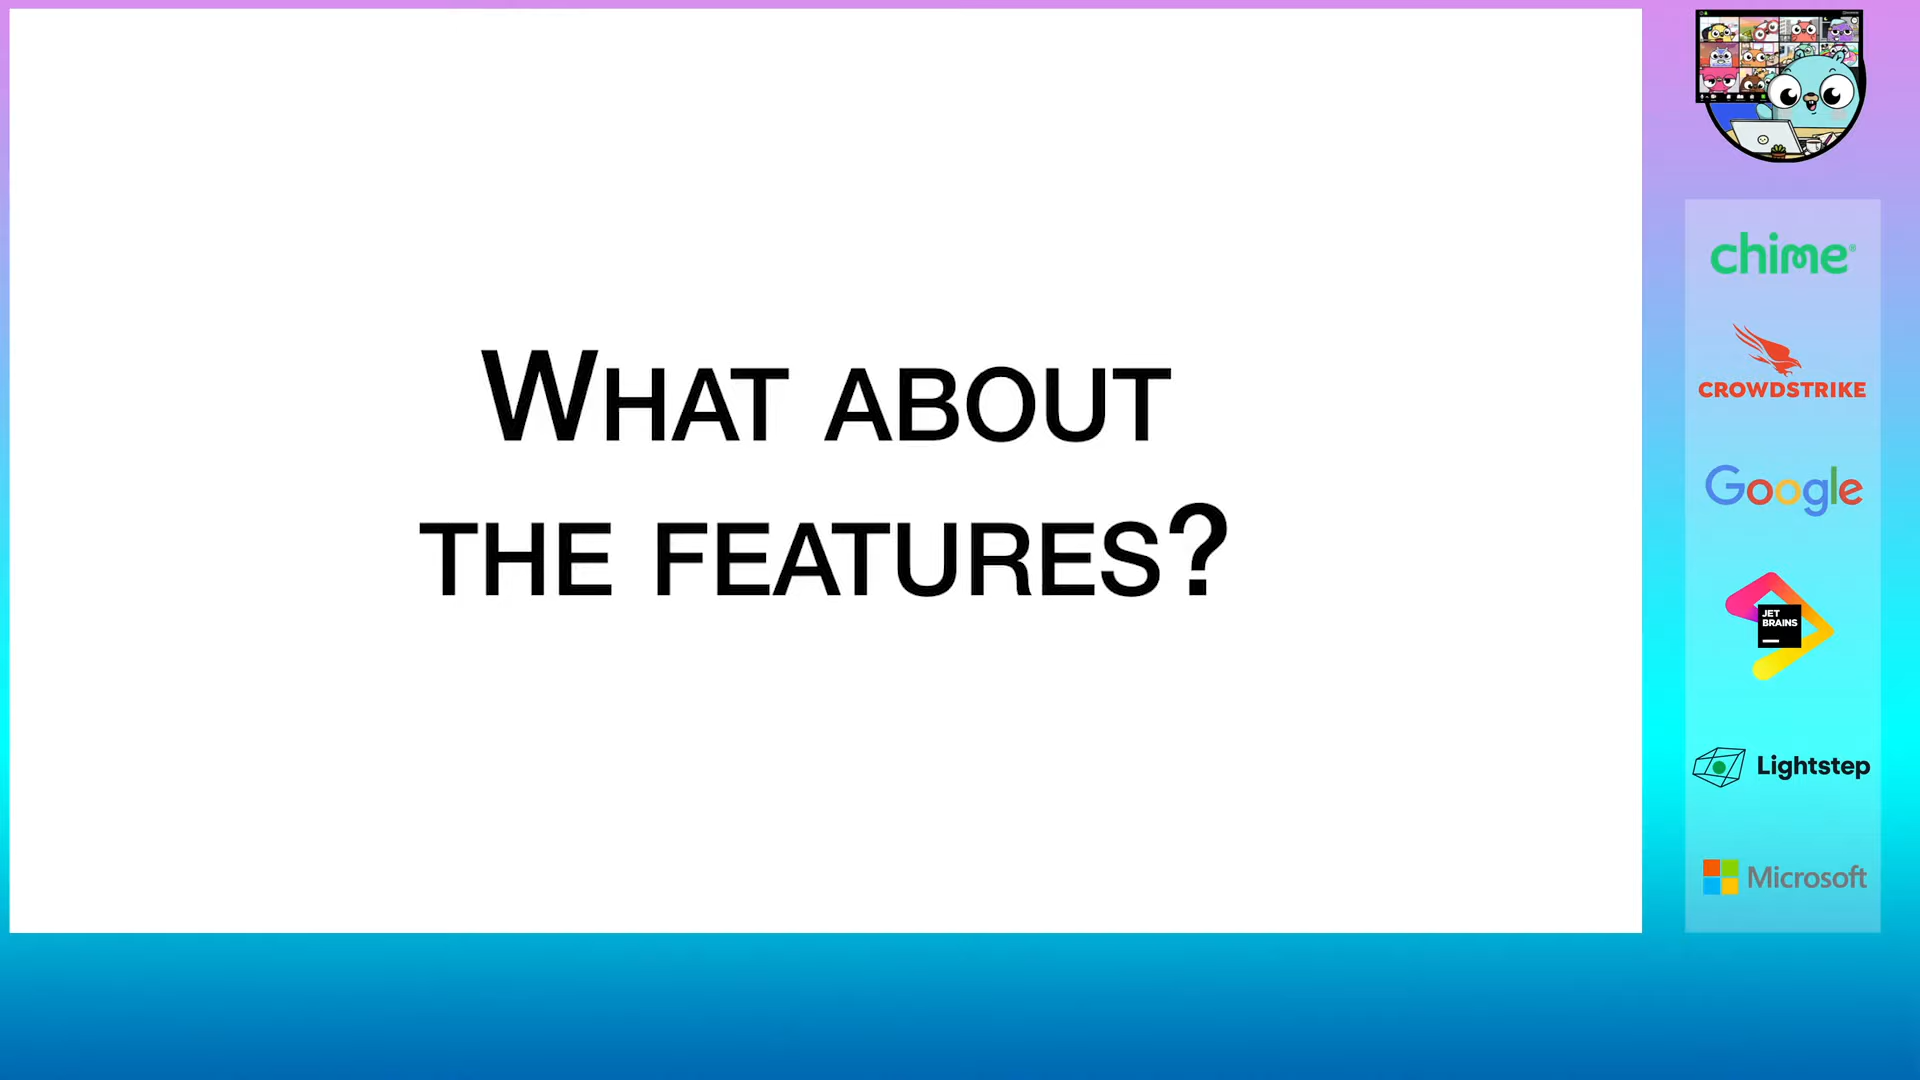 WHAT ABOUT
THE FEATURES?
chime®
CROWDSTRIKE
Google
JET
BRAINS
Lightstep
Microsoft